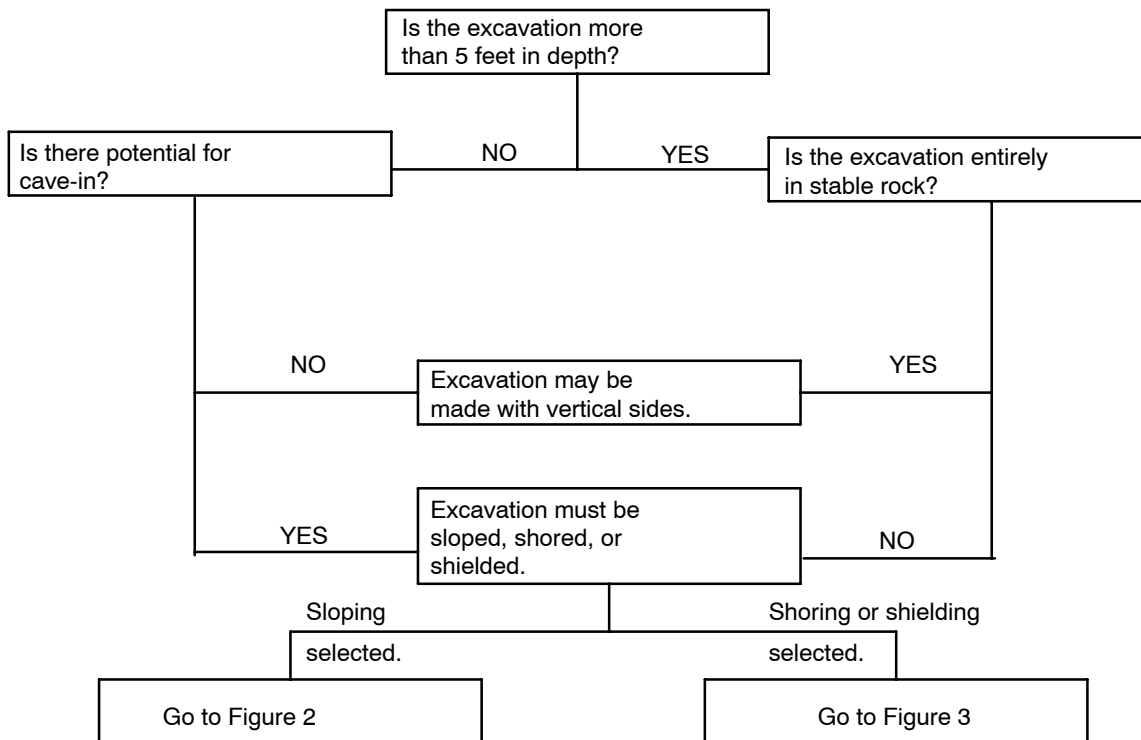 Is the excavation more
than 5 feet in depth?
NO
YES
Is there potential for
cave-in?
Is the excavation entirely
in stable rock?
NO
YES
Excavation may be
made with vertical sides.
Excavation must be
sloped, shored, or
shielded.
YES
NO
Sloping
selected.
Shoring or shielding
selected.
Go to Figure 2
Go to Figure 3